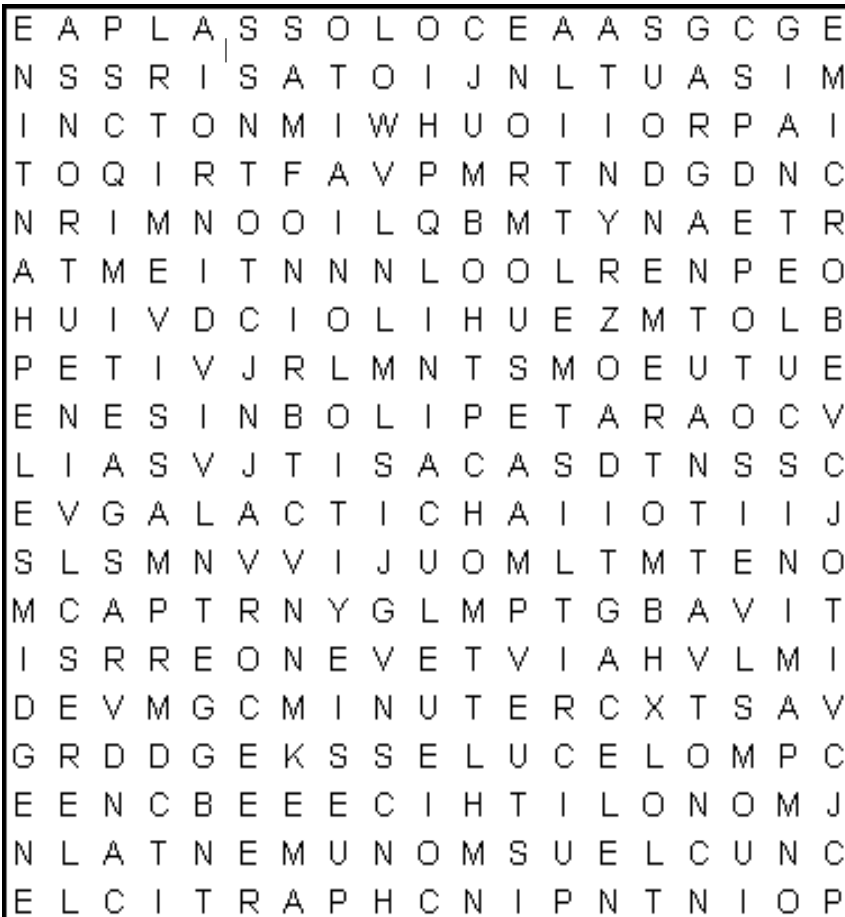 E A P L A S S O L O C E A A S G C G E
N S S R I S A T O I J N L T U A S I M
I N C T O N M I W H U O I I O R P A I
T O Q I R T F A V P M R T N D G D N C
N R I M N O O I L Q B M T Y N A E T R
A T M E I T N N N L O O L R E N P E O
H U I V D C I O L I H U E Z M T O L B
P E T I V J R L M N T S M O E U T U E
E N E S I N B O L I P E T A R A O C V
L I A S V J T I S A C A S D T N S S C
E V G A L A C T I C H A I I O T I I J
S L S M N V V I J U O M L T M T E N O
M C A P T R N Y G L M P T G B A V I T
I S R R E O N E V E T V I A H V L M I
D E V M G C M I N U T E R C X T S A V
G R D D G E K S S E L U C E L O M P C
E E N C B E E E C I H T I L O N O M J
N L A T N E M U N O M S U E L C U N C
E L C I T R A P H C N I P N T N I O P